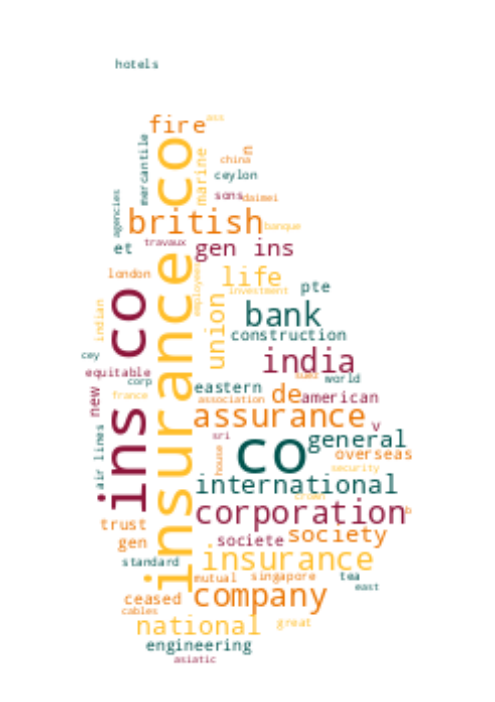 hotels
fire
ass
insurance co
mercantile
marine
n
china
ceylon
sons
daimei
agencies
british
banque
et
travaux
gen ins
london
life
employees
investment
pte
ins co
indian
union
bank
construction
cey
india
equitable
corp
suez
world
new
france
eastern
association
de
american
assurance
v
sri
co
general
air lines
house
overseas
security
international
crown
corporation
b
trust
society
gen
societe
standard
insurance
mutual
singapore
tea
east
ceased
company
cables
national
great
engineering
asiatic